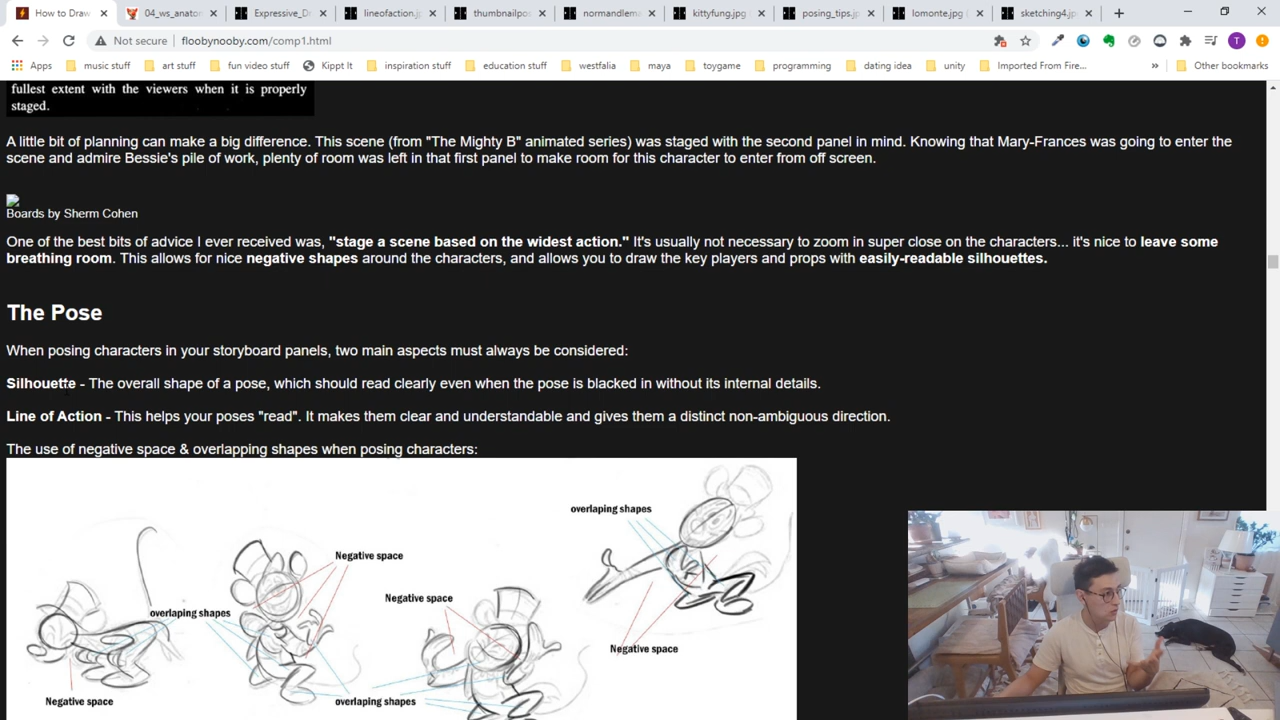 How to Draw
04_ws_anatom
Expressive_Dr
lineofaction.j
thumbnailpos
normandlema
kittyfung.jpg
posing_tips.jp
lomonte.jpg (
sketching4.jp
Not secure
floobynooby.com/comp1.html
T
Apps
music stuff
art stuff
fun video stuff
Kippt It
inspiration stuff
education stuff
westfalia
maya
toygame
programming
dating idea
unity
Imported From Fire...
»
Other bookmarks
fullest extent with the viewers when it is properly
staged.
A little bit of planning can make a big difference. This scene (from "The Mighty B" animated series) was staged with the second panel in mind. Knowing that Mary-Frances was going to enter the
scene and admire Bessie's pile of work, plenty of room was left in that first panel to make room for this character to enter from off screen.
Boards by Sherm Cohen
One of the best bits of advice I ever received was, "stage a scene based on the widest action." It's usually not necessary to zoom in super close on the characters... it's nice to leave some
breathing room. This allows for nice negative shapes around the characters, and allows you to draw the key players and props with easily-readable silhouettes.
The Pose
When posing characters in your storyboard panels, two main aspects must always be considered:
Silhouette - The overall shape of a pose, which should read clearly even when the pose is blacked in without its internal details.
Line of Action - This helps your poses "read". It makes them clear and understandable and gives them a distinct non-ambiguous direction.
The use of negative space & overlapping shapes when posing characters:
overlaping shapes
Negative space
Negative space
overlaping shapes
Negative space
Negative space
overlaping shapes